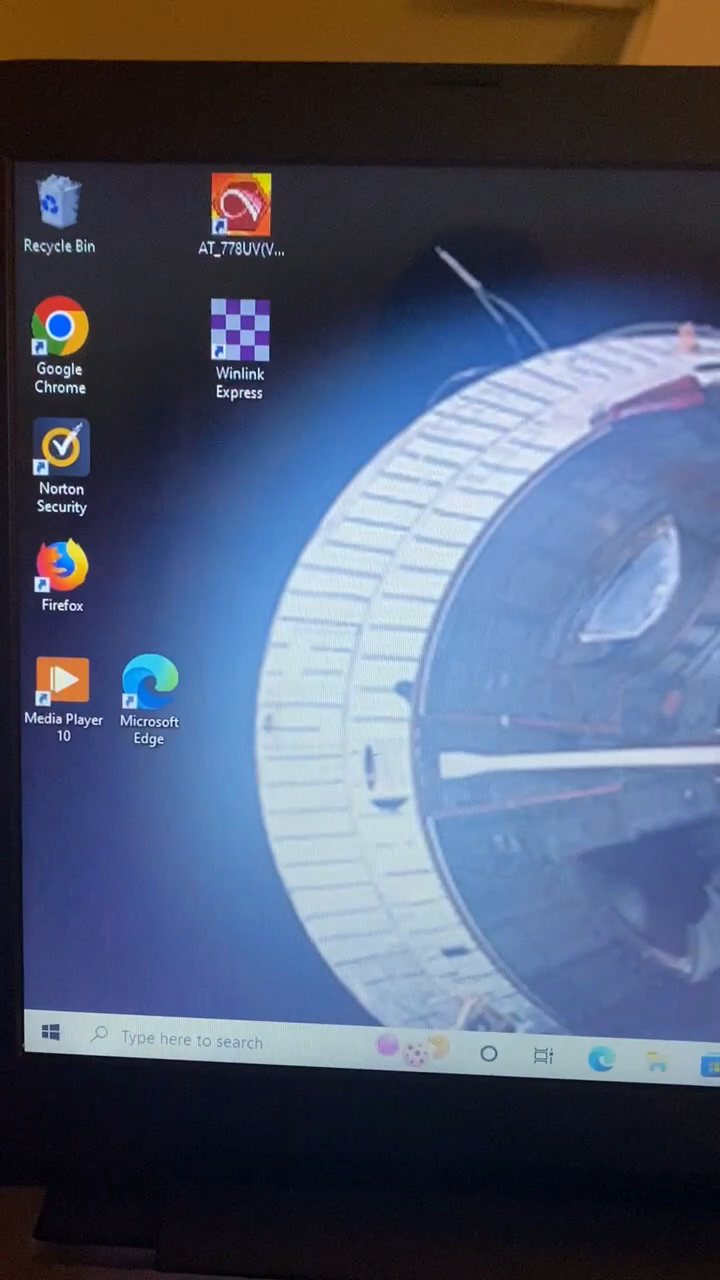 Recycle Bin
AT_778UV(V...
Google
Chrome
Winlink
Express
Norton
Security
Firefox
Media Player
10
Microsoft
Edge
Type here to search